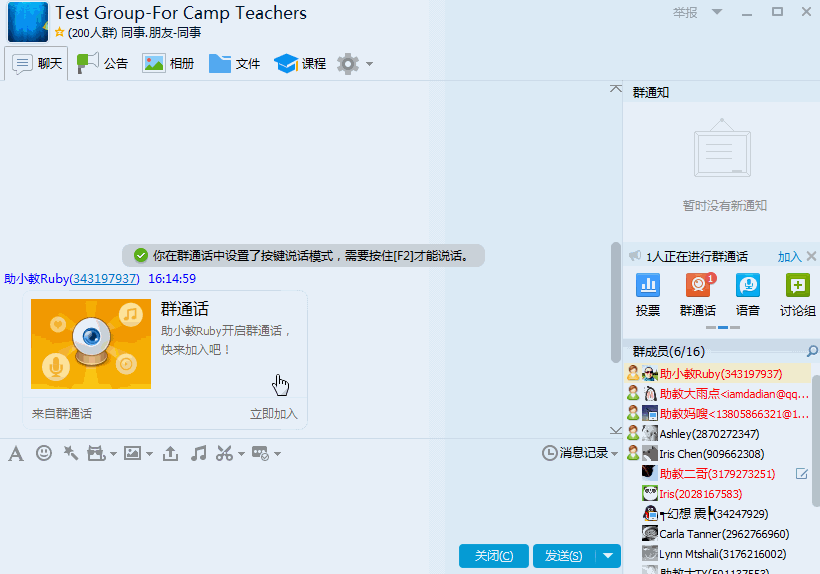 Test Group-For Camp Teachers
举报
(200人群) 同事.朋友-同事
聊天
公告
相册
文件
课程
群通知
暂时没有新通知
你在群通话中设置了按键说话模式，需要按住[F2]才能说话。
1人正在进行群通话
加入
助小教Ruby(343197937) 16:14:59
群通话
助小教Ruby开启群通话，
快来加入吧！
来自群通话
立即加入
1
投票
群通话
语音
讨论组
群成员(6/16)
助小教Ruby(343197937)
助教大雨点<iamdadian@qq...
助教妈嗖<13805866321@1...
Ashley(2870272347)
Iris Chen(909662308)
助教二哥(3179273251)
Iris(2028167583)
┮幻想 震┡(34247929)
Carla Tanner(2962766960)
Lynn Mtshali(3176216002)
消息记录
关闭(C)
发送(S)